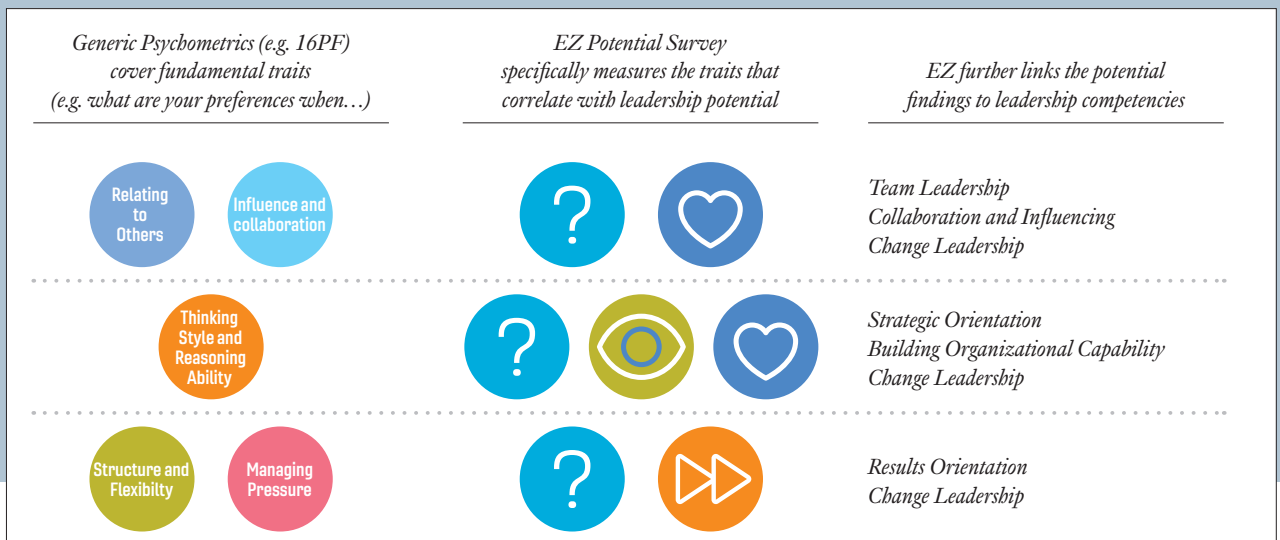 Generic Psychometrics (e.g. 16PF)
cover fundamental traits
(e.g. what are your preferences when…)
EZ Potential Survey
specifically measures the traits that
correlate with leadership potential
EZ further links the potential
findings to leadership competencies
Relating
to
Others
Influence and
collaboration
?
Team Leadership
Collaboration and Influencing
Change Leadership
Thinking
Style and
Reasoning
Ability
?
Strategic Orientation
Building Organizational Capability
Change Leadership
Structure and
Flexibilty
Managing
Pressure
?
Results Orientation
Change Leadership